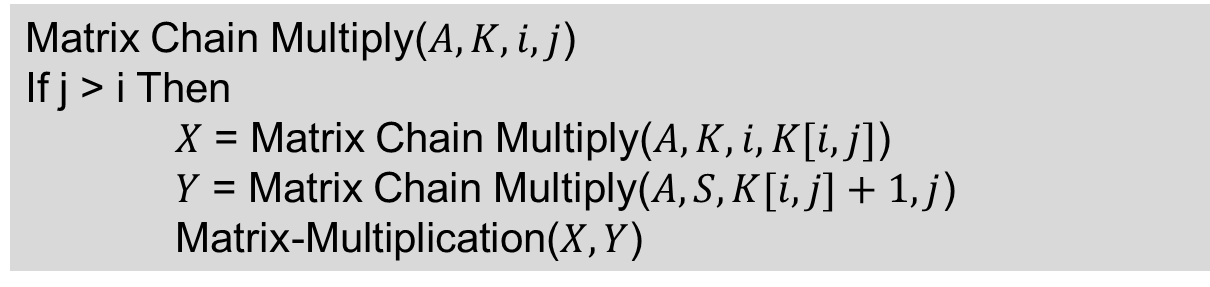 Matrix Chain Multiply(A, K, i, j)
If j > i Then
X = Matrix Chain Multiply(A, K, i, K[i, j])
Y = Matrix Chain Multiply(A, S, K[i, j] + 1, j)
Matrix-Multiplication(X, Y)